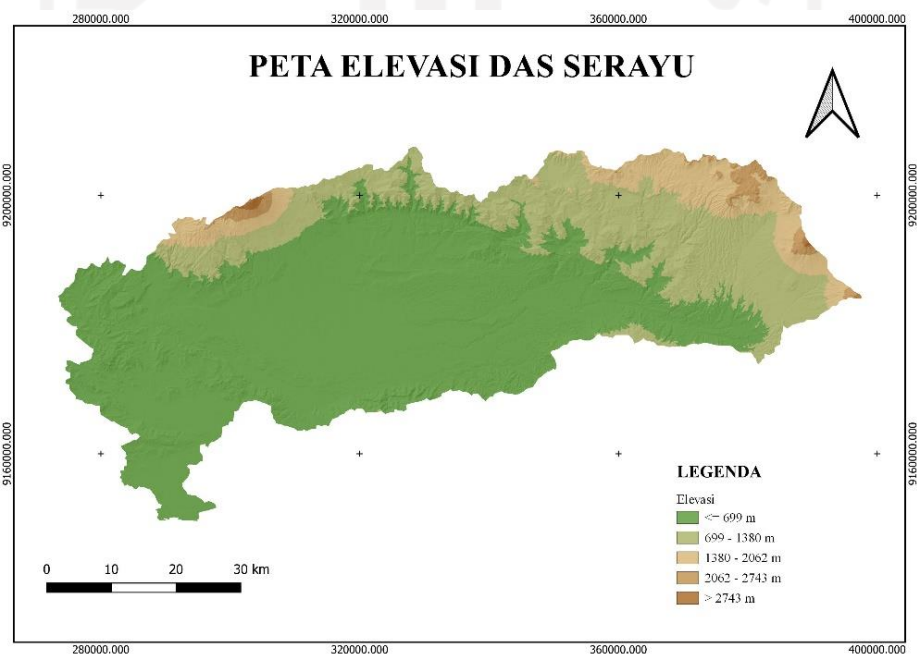 280000.000 320000.000 360000.000 400000.000
PETA ELEVASI DAS SERAYU
9200000.000 9200000.000
9160000.000 9160000.000
LEGENDA
Elevasi
<= 699 m
699 - 1380 m
1380 - 2062 m
2062 - 2743 m
> 2743 m
0 10 20 30 km
280000.000 320000.000 360000.000 400000.000